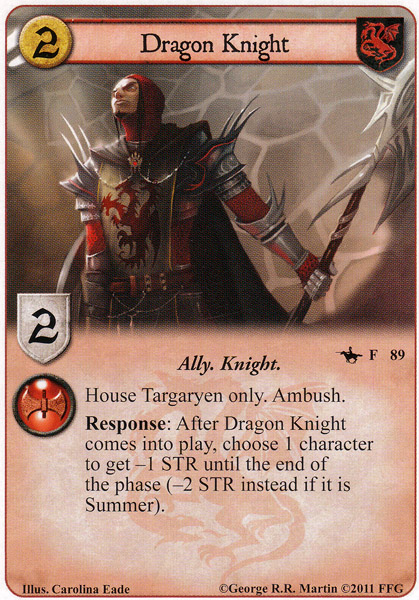 2
Dragon Knight
2
Ally. Knight.
F 89
House Targaryen only. Ambush.
Response: After Dragon Knight
comes into play, choose 1 character
to get –1 STR until the end of
the phase (–2 STR instead if it is
Summer).
Illus. Carolina Eade
©George R.R. Martin ©2011 FFG